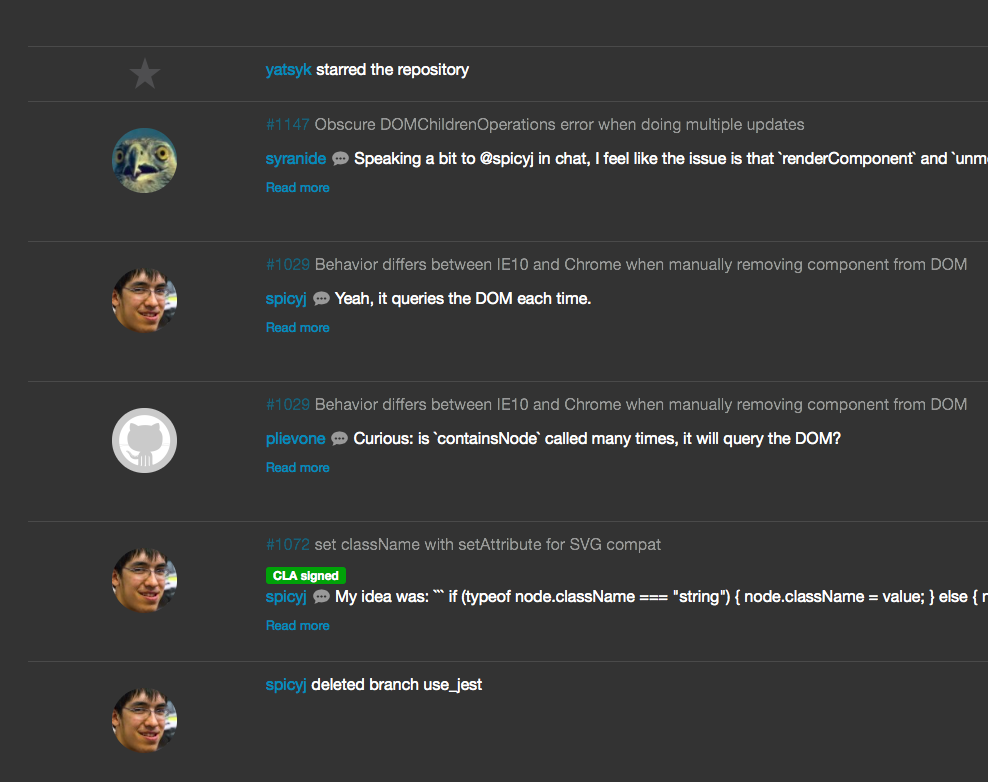 yatsyk starred the repository
#1147 Obscure DOMChildrenOperations error when doing multiple updates
syranide Speaking a bit to @spicyj in chat, I feel like the issue is that `renderComponent` and `unm
Read more
#1029 Behavior differs between IE10 and Chrome when manually removing component from DOM
spicyj Yeah, it queries the DOM each time.
Read more
#1029 Behavior differs between IE10 and Chrome when manually removing component from DOM
plievone Curious: is `containsNode` called many times, it will query the DOM?
Read more
#1072 set className with setAttribute for SVG compat
CLA signed
spicyj My idea was: ``` if (typeof node.className === "string") { node.className = value; } else {
Read more
spicyj deleted branch use_jest